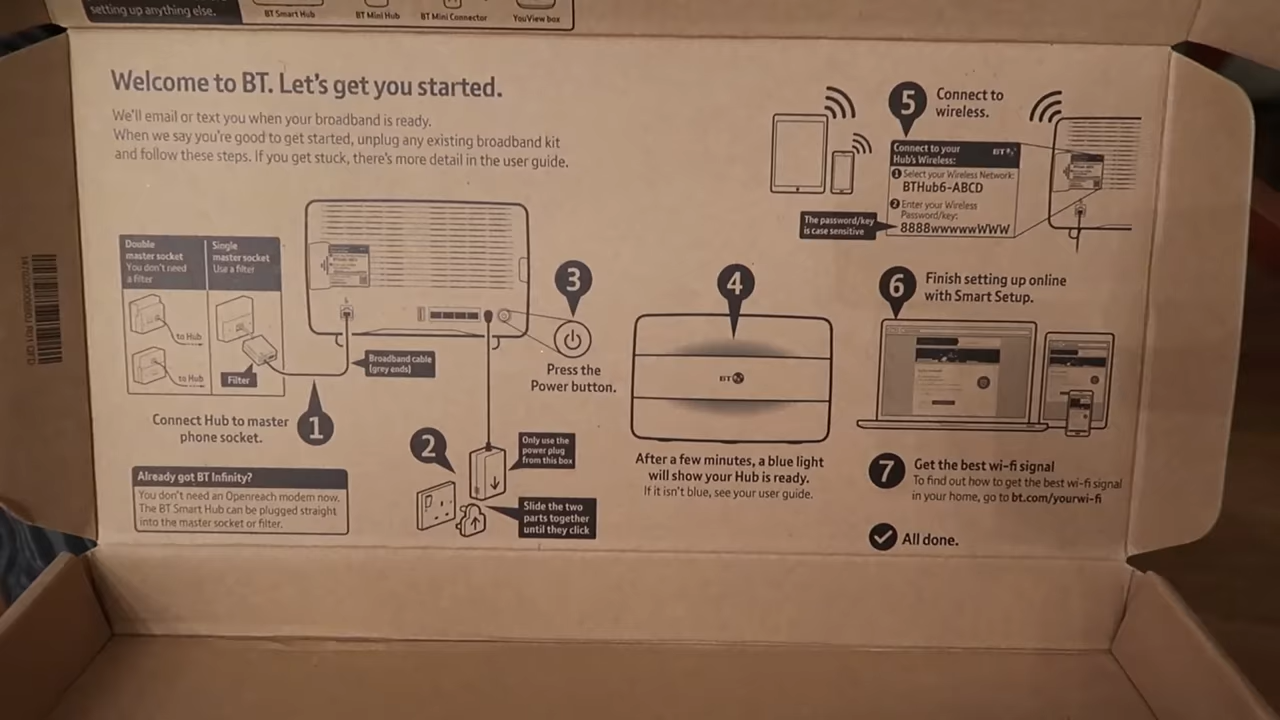 setting up anything else.
BT Smart Hub
BT Mini Hub
BT Mini Connector
YouView box
Welcome to BT. Let's get you started.
We'll email or text you when your broadband is ready.
When we say you're good to get started, unplug any existing broadband kit
and follow these steps. If you get stuck, there's more detail in the user guide.
Double
master socket
You don't need
a filter
Single
master socket
Use a filter
to Hub
to Hub
Filter
Broadband cable
(grey ends)
1
Connect Hub to master
phone socket.
Already got BT Infinity?
You don't need an Openreach modem now.
The BT Smart Hub can be plugged straight
into the master socket or filter.
2
Only use the
power plug
from this box
Slide the two
parts together
until they click
3
Press the
Power button.
4
BT
After a few minutes, a blue light
will show your Hub is ready.
If it isn't blue, see your user guide.
5
Connect to
wireless.
Connect to your
Hub's Wireless:
BT
1 Select your Wireless Network:
BTHub6-ABCD
2 Enter your Wireless
Password/key:
8888wwwwwWWW
The password/key
is case sensitive
6
Finish setting up online
with Smart Setup.
7
Get the best wi-fi signal
To find out how to get the best wi-fi signal
in your home, go to bt.com/yourwi-fi
All done.